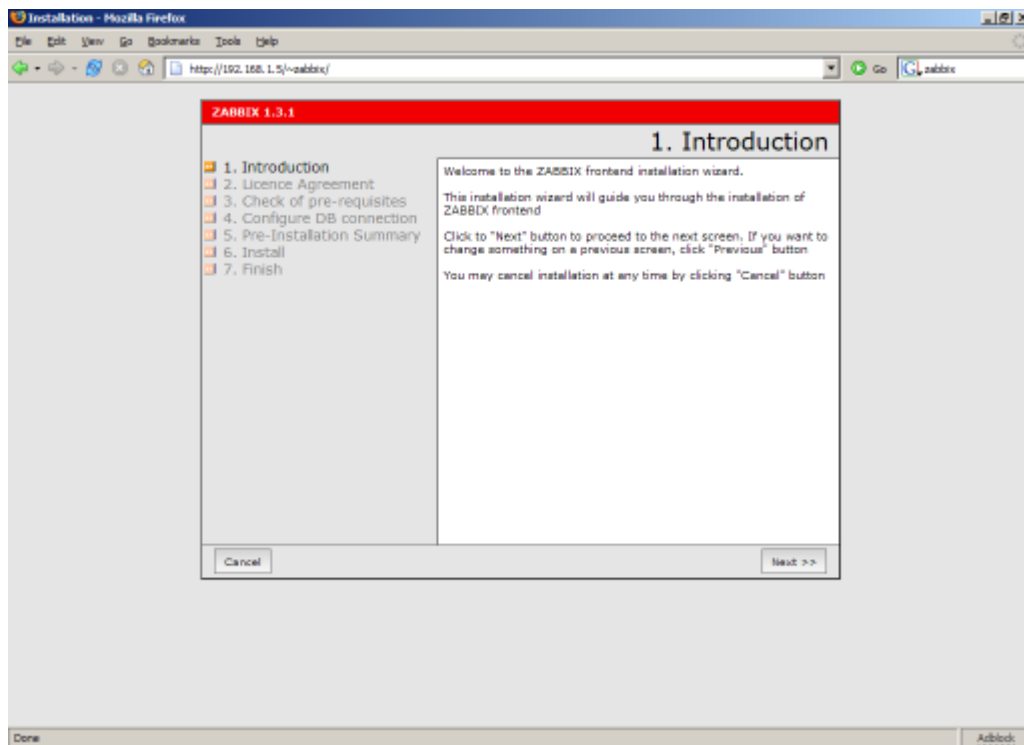 Installation - Mozilla Firefox
File Edit View Go Bookmarks Tools Help
http://192.168.1.5/~zabbix/
Go
zabbix
ZABBIX 1.3.1
1. Introduction
1. Introduction
2. Licence Agreement
3. Check of pre-requisites
4. Configure DB connection
5. Pre-Installation Summary
6. Install
7. Finish
Welcome to the ZABBIX frontend installation wizard.
This installation wizard will guide you through the installation of
ZABBIX frontend
Click to "Next" button to proceed to the next screen. If you want to
change something on a previous screen, click "Previous" button
You may cancel installation at any time by clicking "Cancel" button
Cancel
Next >>
Done
Adblock